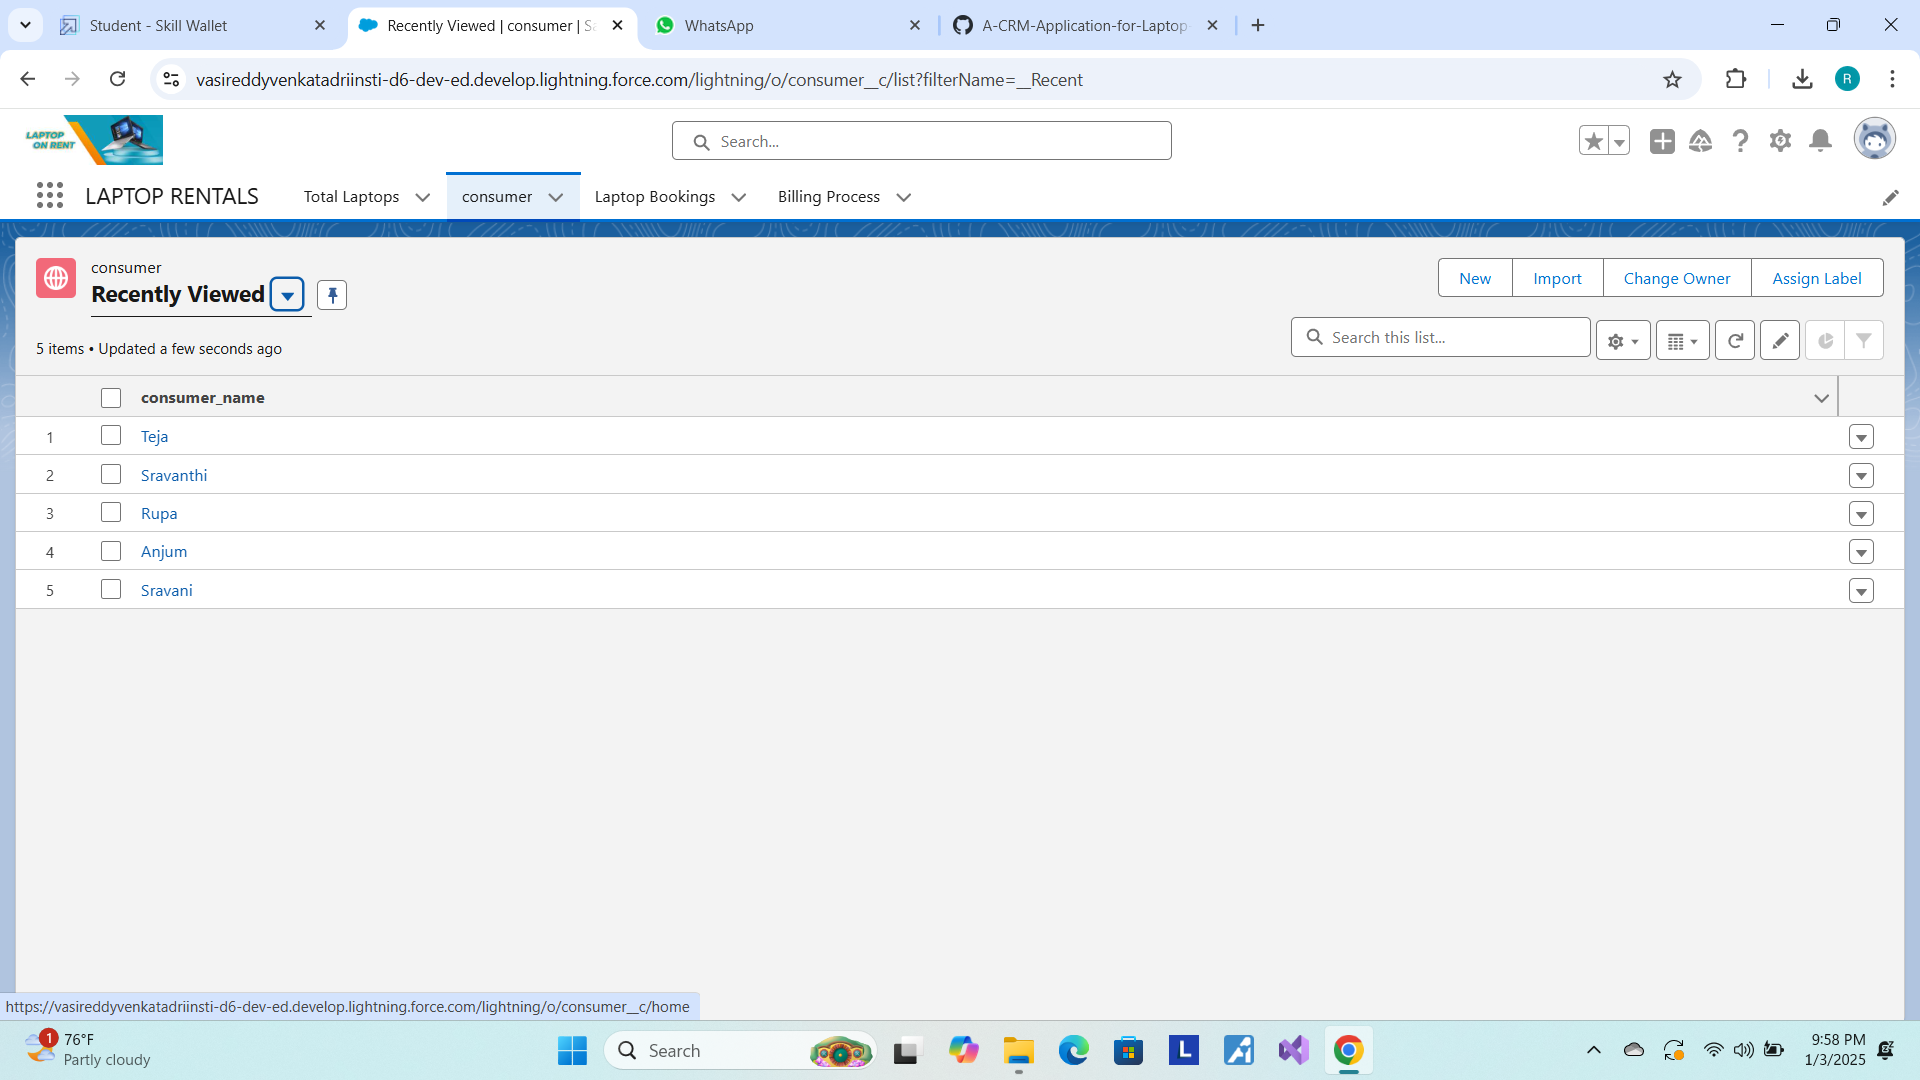 Student - Skill Wallet
Recently Viewed | consumer | Sa
WhatsApp
A-CRM-Application-for-Laptop-
vasireddyvenkatadriinsti-d6-dev-ed.develop.lightning.force.com/lightning/o/consumer__c/list?filterName=__Recent
R
LAPTOP
ON RENT
Search...
LAPTOP RENTALS
Total Laptops
consumer
Laptop Bookings
Billing Process
consumer
Recently Viewed
New
Import
Change Owner
Assign Label
5 items • Updated a few seconds ago
Search this list...
consumer_name
1 Teja
2 Sravanthi
3 Rupa
4 Anjum
5 Sravani
https://vasireddyvenkatadriinsti-d6-dev-ed.develop.lightning.force.com/lightning/o/consumer__c/home
1
76°F
Partly cloudy
Search
L
9:58 PM
1/3/2025